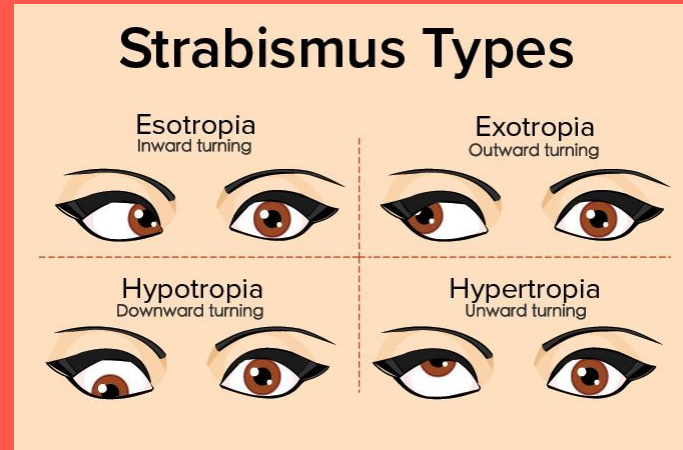 Strabismus Types
Esotropia
Inward turning
Exotropia
Outward turning
Hypotropia
Downward turning
Hypertropia
Unward turning